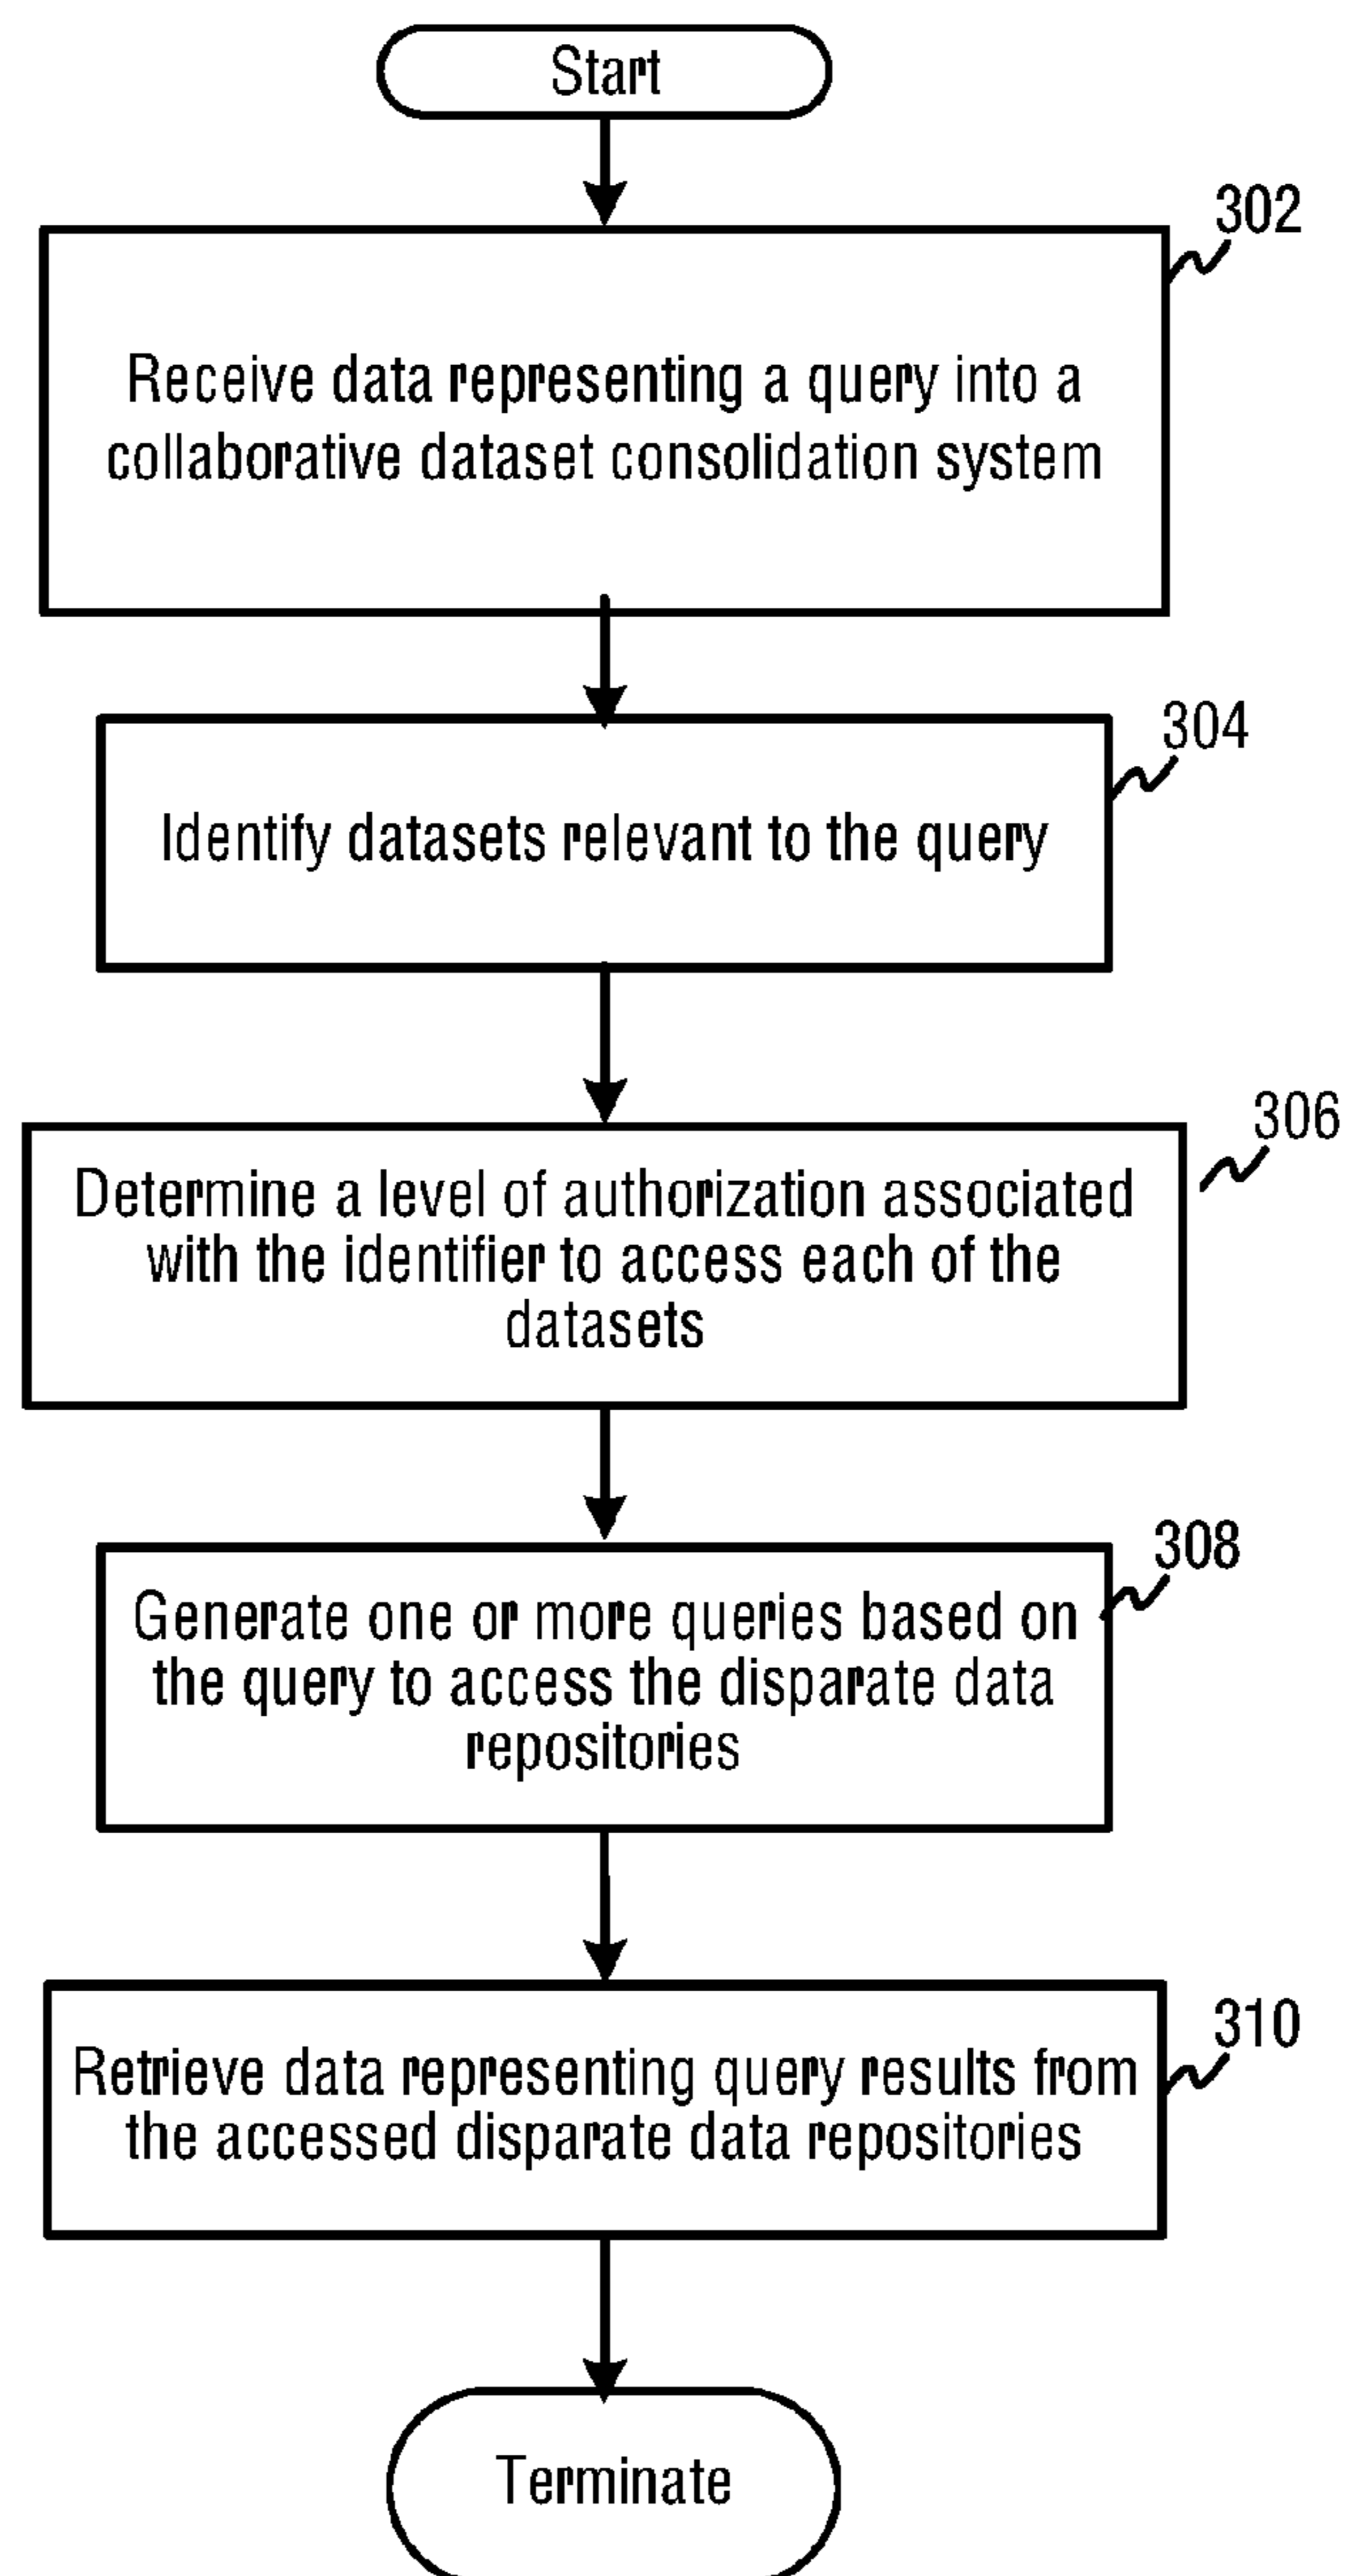 Start
302
Receive data representing a query into a
collaborative dataset consolidation system
304
Identify datasets relevant to the query
306
Determine a level of authorization associated
with the identifier to access each of the
datasets
308
Generate one or more queries based on
the query to access the disparate data
repositories
310
Retrieve data representing query results from
the accessed disparate data repositories
Terminate